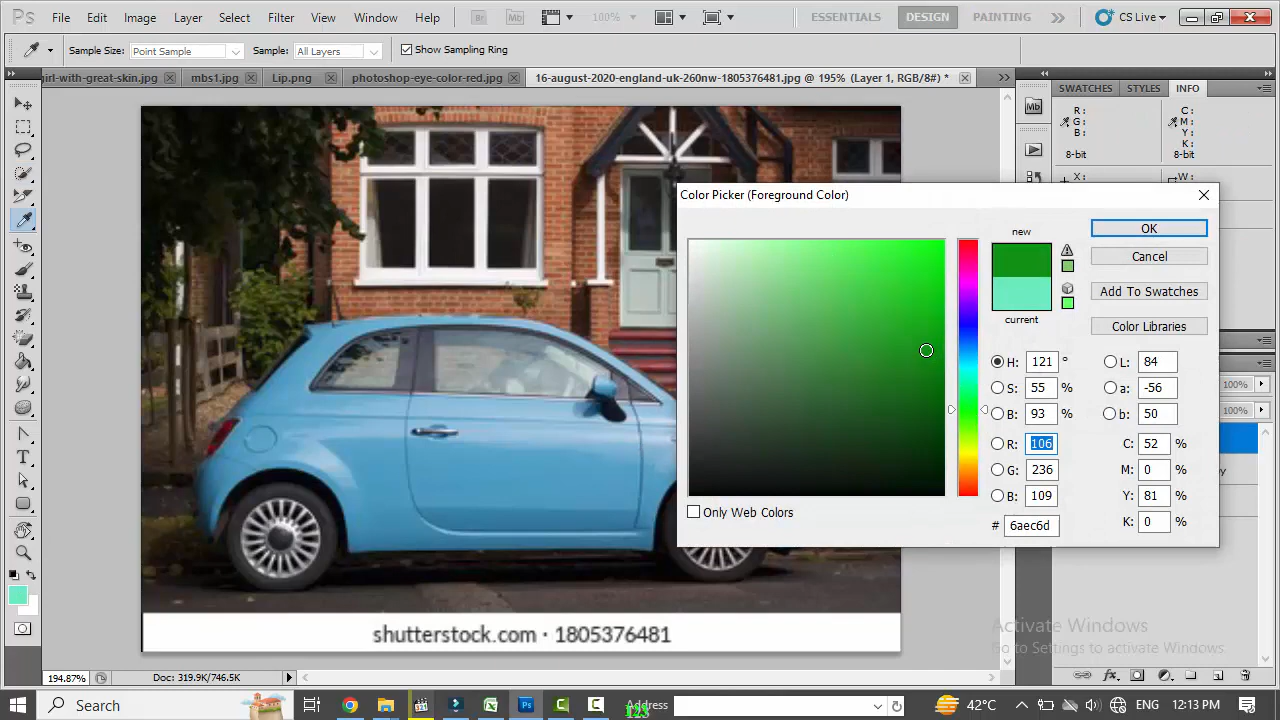 Ps File Edit Image Layer Select Filter View Window Help Br Mb 100% ESSENTIALS DESIGN PAINTING CS Live
Sample Size: Point Sample Sample: All Layers Show Sampling Ring
girl-with-great-skin.jpg mbs1.jpg Lip.png photoshop-eye-color-red.jpg 16-august-2020-england-uk-260nw-1805376481.jpg @ 195% (Layer 1, RGB/8#) *
SWATCHES STYLES INFO
Mb
R: C:
G: M:
B: Y:
K:
8-bit 8-bit
X: W:
Y:
Color Picker (Foreground Color)
new
current
OK
Cancel
Add To Swatches
Color Libraries
H: 121 ° L: 84
S: 55 % a: -56
B: 93 % b: 50
R: 106 C: 52 %
G: 236 M: 0 %
B: 109 Y: 81 %
# 6aec6d K: 0 %
Only Web Colors
100%
100%
shutterstock.com · 1805376481
Activate Windows
Go to Settings to activate Windows.
194.87% Doc: 319.9K/746.5K
Search Ps Address 123 42°C ENG 12:13 PM